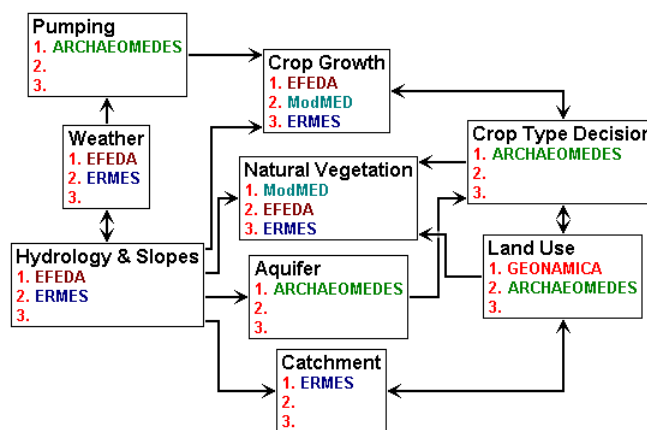 Pumping
1. ARCHAEOMEDES
2.
3.
Crop Growth
1. EFEDA
2. ModMED
3. ERMES
Weather
1. EFEDA
2. ERMES
3.
Crop Type Decision
1. ARCHAEOMEDES
2.
3.
Natural Vegetation
1. ModMED
2. EFEDA
3. ERMES
Hydrology & Slopes
1. EFEDA
2. ERMES
3.
Aquifer
1. ARCHAEOMEDES
2.
3.
Land Use
1. GEONAMICA
2. ARCHAEOMEDES
3.
Catchment
1. ERMES
2.
3.